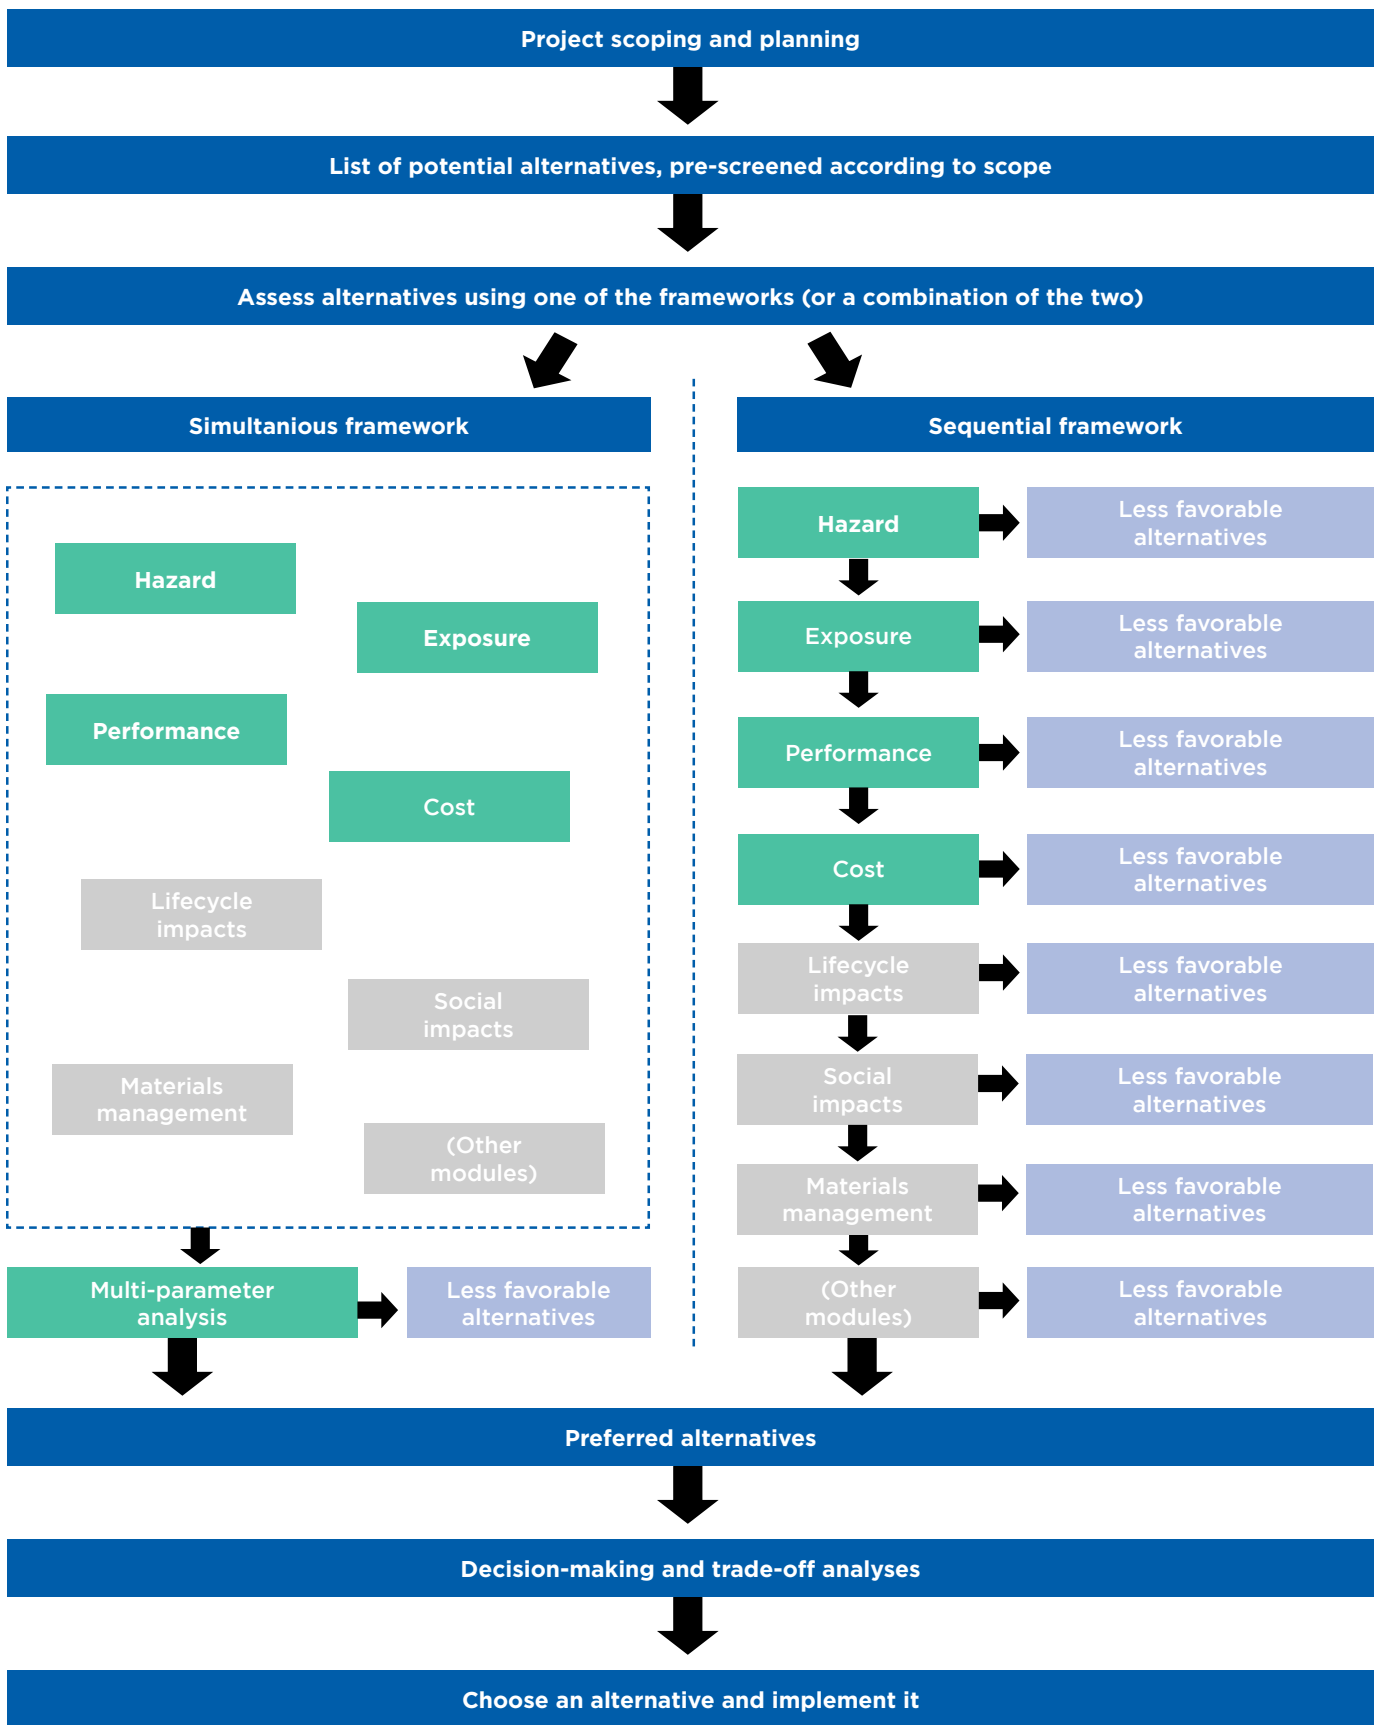 Project scoping and planning
List of potential alternatives, pre-screened according to scope
Assess alternatives using one of the frameworks (or a combination of the two)
Simultanious framework
Hazard
Exposure
Performance
Cost
Lifecycle
impacts
Social
impacts
Materials
management
(Other
modules)
Multi-parameter
analysis
Less favorable
alternatives
Sequential framework
Hazard
Less favorable
alternatives
Exposure
Less favorable
alternatives
Performance
Less favorable
alternatives
Cost
Less favorable
alternatives
Lifecycle
impacts
Less favorable
alternatives
Social
impacts
Less favorable
alternatives
Materials
management
Less favorable
alternatives
(Other
modules)
Less favorable
alternatives
Preferred alternatives
Decision-making and trade-off analyses
Choose an alternative and implement it